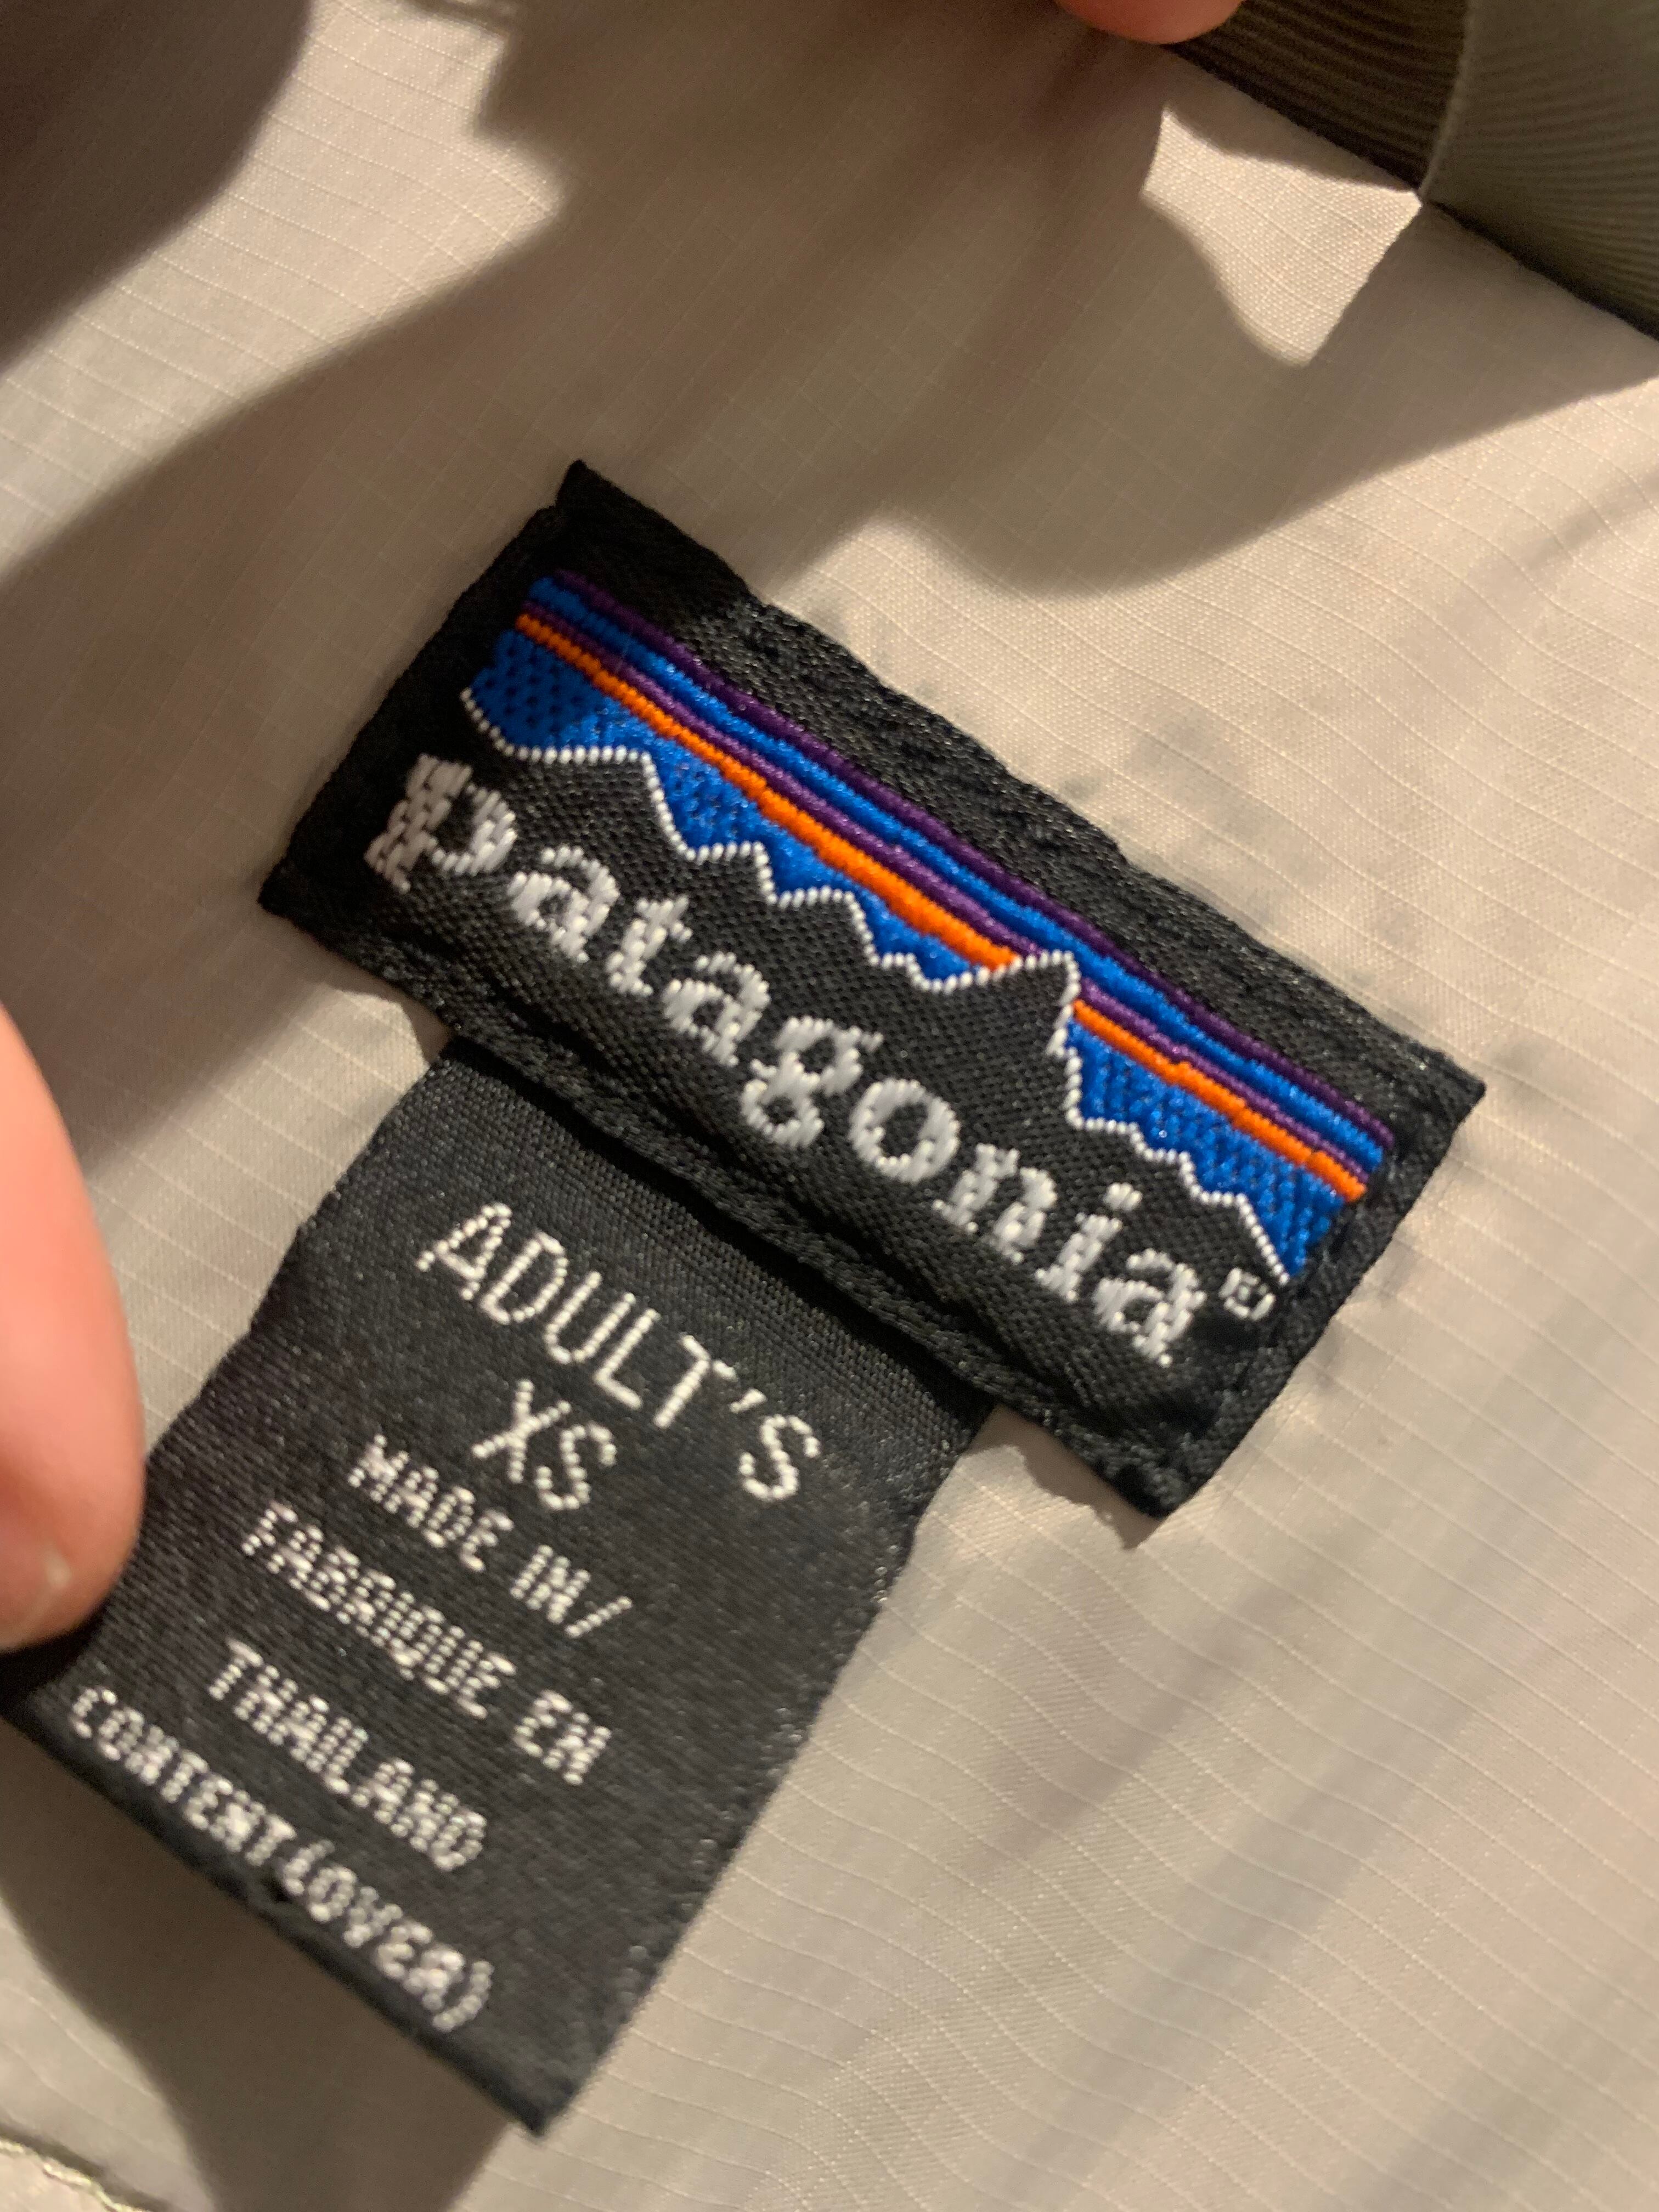 patagonia®
ADULT'S
XS
MADE IN/
FABRIQUE EN
THAILAND
CONTENT(OVER)